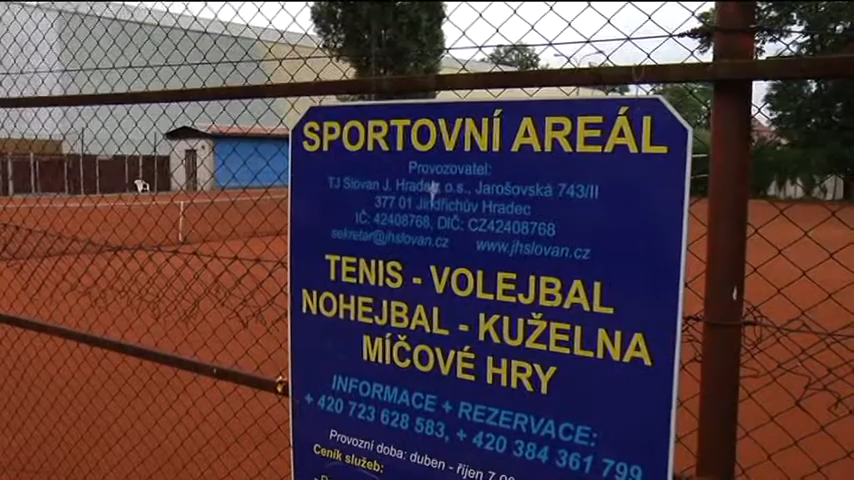 SPORTOVNÍ AREÁL
Provozovatel:
TJ Slovan J. Hradec, o.s., Jarošovská 743/II
377 01 Jindřichův Hradec
IČ: 42408768, DIČ: CZ42408768
sekretar@jhslovan.cz www.jhslovan.cz
TENIS - VOLEJBAL
NOHEJBAL - KUŽELNA
MÍČOVÉ HRY
INFORMACE + REZERVACE
+ 420 723 628 583, + 420 384 361 799
Provozní doba: duben - říjen
Ceník služeb: